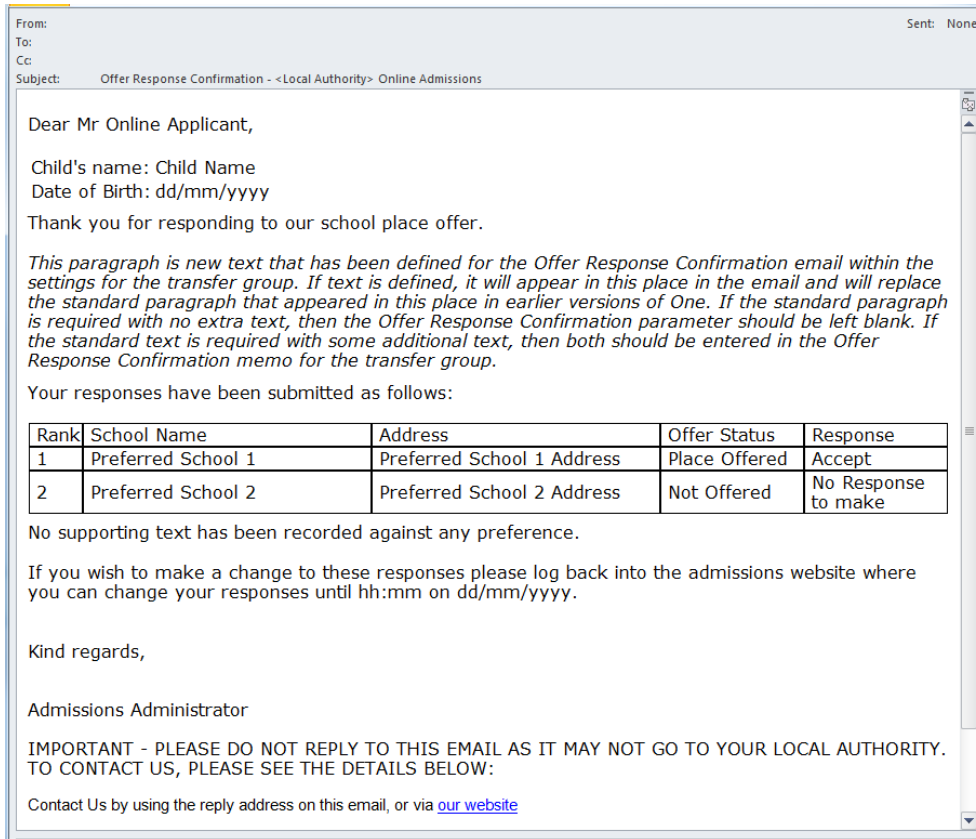 From: Sent: None
To:
Cc:
Subject: Offer Response Confirmation - <Local Authority> Online Admissions
Dear Mr Online Applicant,
Child's name: Child Name
Date of Birth: dd/mm/yyyy
Thank you for responding to our school place offer.
This paragraph is new text that has been defined for the Offer Response Confirmation email within the
settings for the transfer group. If text is defined, it will appear in this place in the email and will replace
the standard paragraph that appeared in this place in earlier versions of One. If the standard paragraph
is required with no extra text, then the Offer Response Confirmation parameter should be left blank. If
the standard text is required with some additional text, then both should be entered in the Offer
Response Confirmation memo for the transfer group.
Your responses have been submitted as follows:
Rank School Name Address Offer Status Response
1 Preferred School 1 Preferred School 1 Address Place Offered Accept
2 Preferred School 2 Preferred School 2 Address Not Offered No Response
to make
No supporting text has been recorded against any preference.
If you wish to make a change to these responses please log back into the admissions website where
you can change your responses until hh:mm on dd/mm/yyyy.
Kind regards,
Admissions Administrator
IMPORTANT - PLEASE DO NOT REPLY TO THIS EMAIL AS IT MAY NOT GO TO YOUR LOCAL AUTHORITY.
TO CONTACT US, PLEASE SEE THE DETAILS BELOW:
Contact Us by using the reply address on this email, or via our website